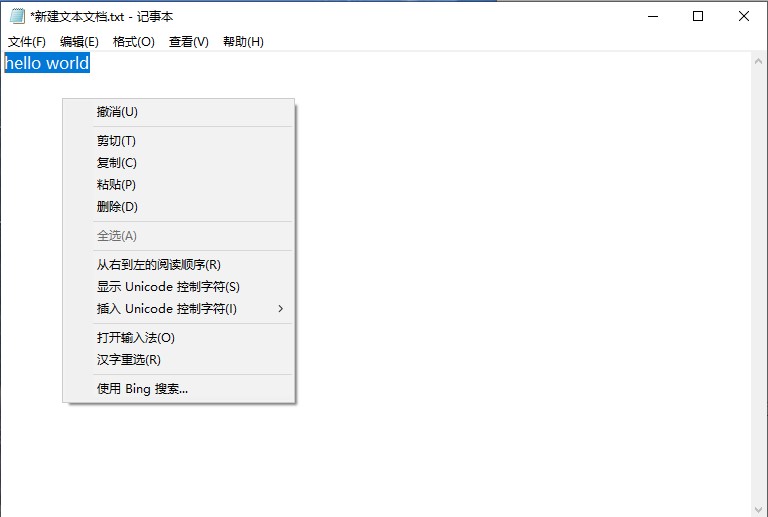 *新建文本文档.txt - 记事本
文件(F) 编辑(E) 格式(O) 查看(V) 帮助(H)
hello world
撤消(U)
剪切(T)
复制(C)
粘贴(P)
删除(D)
全选(A)
从右到左的阅读顺序(R)
显示 Unicode 控制字符(S)
插入 Unicode 控制字符(I)
打开输入法(O)
汉字重选(R)
使用 Bing 搜索...